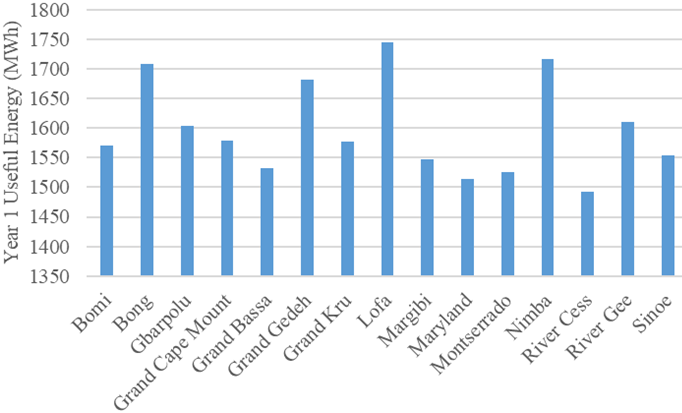 Year 1 Useful Energy (MWh)
1800
1750
1700
1650
1600
1550
1500
1450
1400
1350
Bomi
Bong
Gbarpolu
Grand Cape Mount
Grand Bassa
Grand Gedeh
Grand Kru
Lofa
Margibi
Maryland
Montserrado
Nimba
River Cess
River Gee
Sinoe